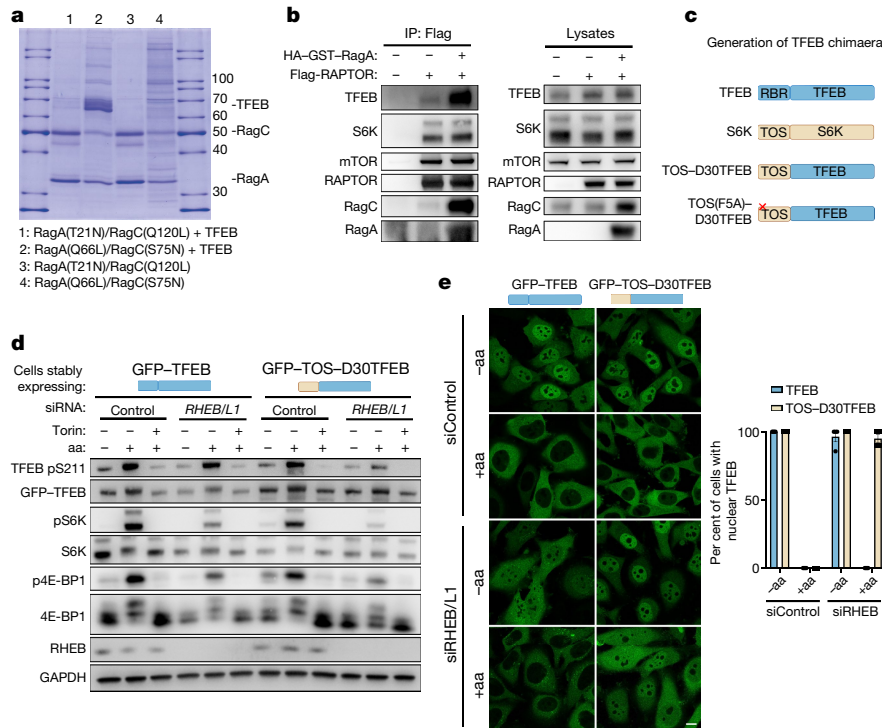 a
1 2 3 4
100
70
60
50
40
30
-TFEB
-RagC
-RagA
1: RagA(T21N)/RagC(Q120L) + TFEB
2: RagA(Q66L)/RagC(S75N) + TFEB
3: RagA(T21N)/RagC(Q120L)
4: RagA(Q66L)/RagC(S75N)
b
IP: Flag
HA–GST–RagA: – – +
Flag-RAPTOR: – + +
TFEB
S6K
mTOR
RAPTOR
RagC
RagA
Lysates
– – +
– + +
TFEB
S6K
mTOR
RAPTOR
RagC
RagA
c
Generation of TFEB chimaera
TFEB RBR TFEB
S6K TOS S6K
TOS–D30TFEB TOS TFEB
TOS(F5A)–
D30TFEB
× TOS TFEB
d
Cells stably
expressing:
GFP–TFEB GFP–TOS–D30TFEB
siRNA: Control RHEB/L1 Control RHEB/L1
Torin: – – + – – + – – + – – +
aa: – + + – + + – + + – + +
TFEB pS211
GFP–TFEB
pS6K
S6K
p4E-BP1
4E-BP1
RHEB
GAPDH
e
GFP–TFEB GFP–TOS–D30TFEB
siControl
–aa
+aa
siRHEB/L1
–aa
+aa
TFEB
TOS–D30TFEB
Per cent of cells with
nuclear TFEB
100
50
0
–aa +aa –aa +aa
siControl siRHEB